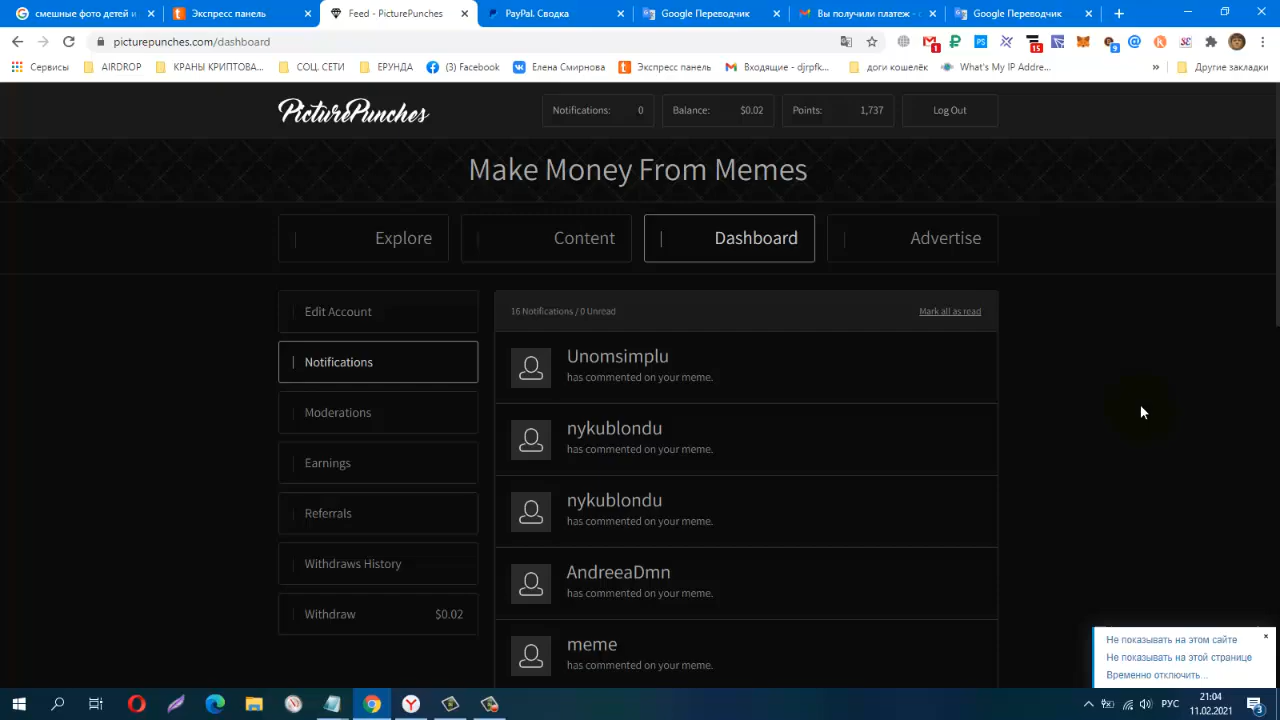 смешные фото детей и
Экспресс панель
Feed - PicturePunches
PayPal. Сводка
Google Переводчик
Вы получили платеж - d
Google Переводчик
picturepunches.com/dashboard
1
15
9
Сервисы
AIRDROP
КРАНЫ КРИПТОВА...
СОЦ. СЕТИ
ЕРУНДА
(3) Facebook
Елена Смирнова
Экспресс панель
Входящие - djrpfk...
доги кошелёк
What's My IP Addre...
»
Другие закладки
PicturePunches
Notifications: 0
Balance: $0.02
Points: 1,737
Log Out
Make Money From Memes
Explore
Content
Dashboard
Advertise
Edit Account
Notifications
Moderations
Earnings
Referrals
Withdraws History
Withdraw $0.02
16 Notifications / 0 Unread
Mark all as read
Unomsimplu
has commented on your meme.
nykublondu
has commented on your meme.
nykublondu
has commented on your meme.
AndreeaDmn
has commented on your meme.
meme
has commented on your meme.
Не показывать на этом сайте
Не показывать на этой странице
Временно отключить...
РУС
21:04
11.02.2021
3